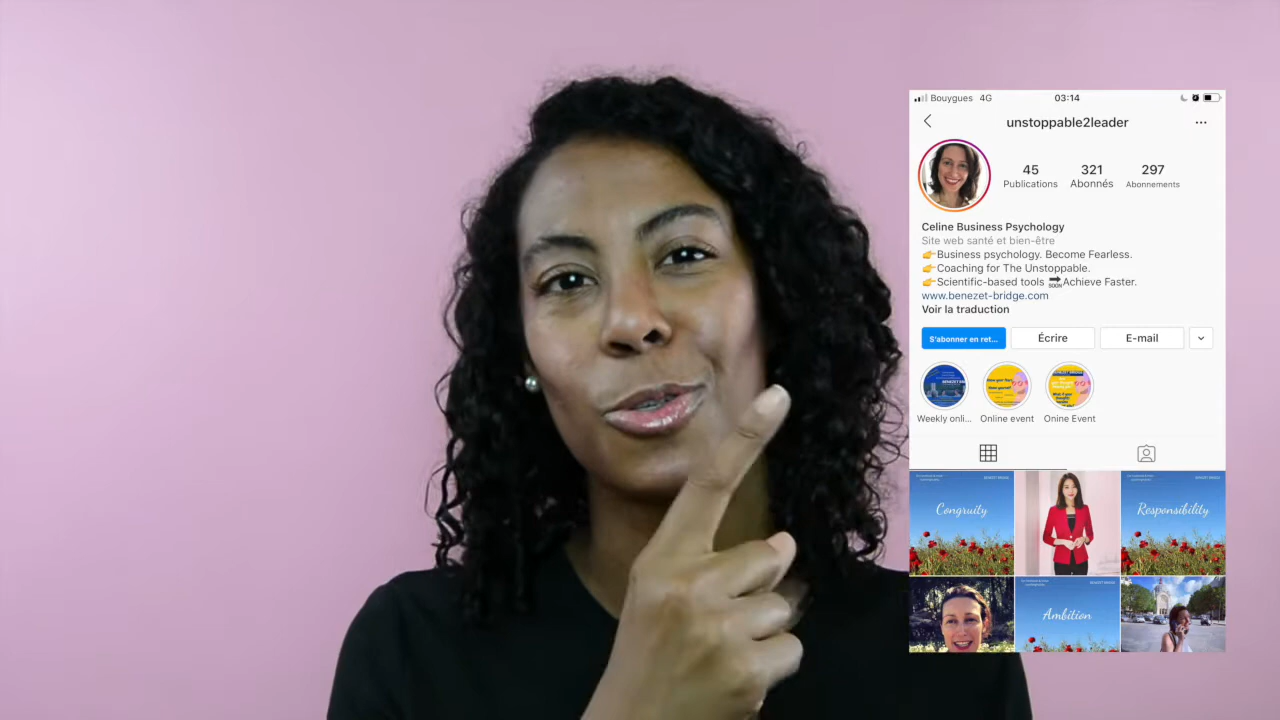 Bouygues 4G 03:14
unstoppable2leader
45 321 297
Publications Abonnés Abonnements
Celine Business Psychology
Site web santé et bien-être
👉Business psychology. Become Fearless.
👉Coaching for The Unstoppable.
👉Scientific-based tools 🔜Achieve Faster.
www.benezet-bridge.com
Voir la traduction
S'abonner en ret... Écrire E-mail
Weekly onli... Online event Onine Event
Congruity Responsibility
Ambition